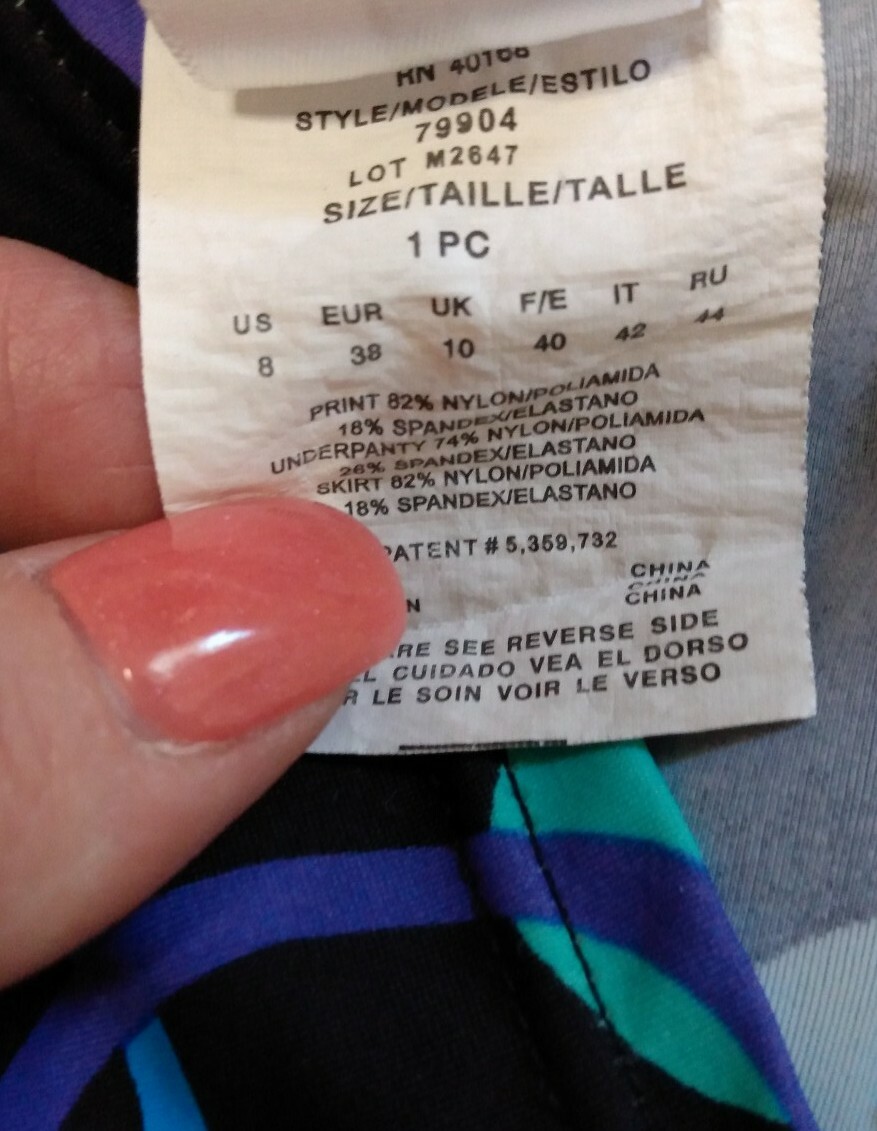 RN 40168
STYLE/MODELE/ESTILO
79904
LOT M2647
SIZE/TAILLE/TALLE
1 PC
US EUR UK F/E IT RU
8 38 10 40 42 44
PRINT 82% NYLON/POLIAMIDA
18% SPANDEX/ELASTANO
UNDERPANTY 74% NYLON/POLIAMIDA
26% SPANDEX/ELASTANO
SKIRT 82% NYLON/POLIAMIDA
18% SPANDEX/ELASTANO
PATENT # 5,359,732
CHINA
CHINA
N CHINA
RE SEE REVERSE SIDE
EL CUIDADO VEA EL DORSO
R LE SOIN VOIR LE VERSO